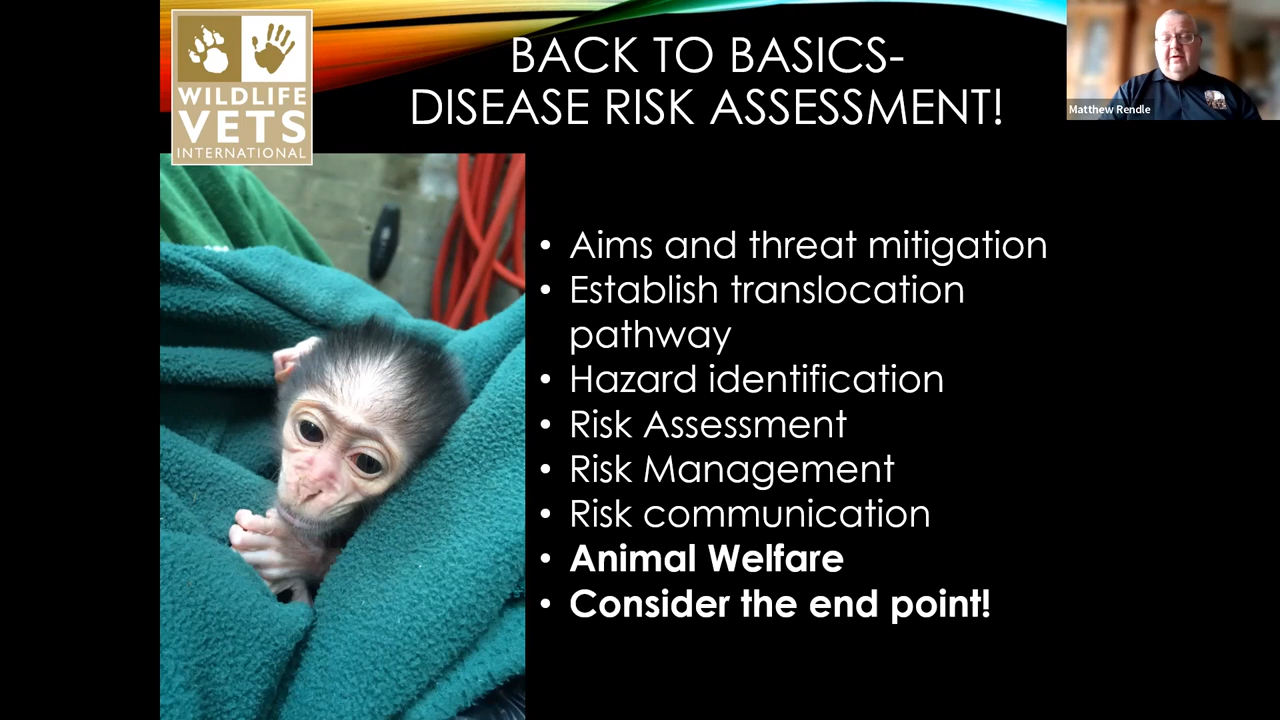 WILDLIFE
VETS
INTERNATIONAL
BACK TO BASICS-
DISEASE RISK ASSESSMENT!
Matthew Rendle
• Aims and threat mitigation
• Establish translocation
pathway
• Hazard identification
• Risk Assessment
• Risk Management
• Risk communication
• Animal Welfare
• Consider the end point!